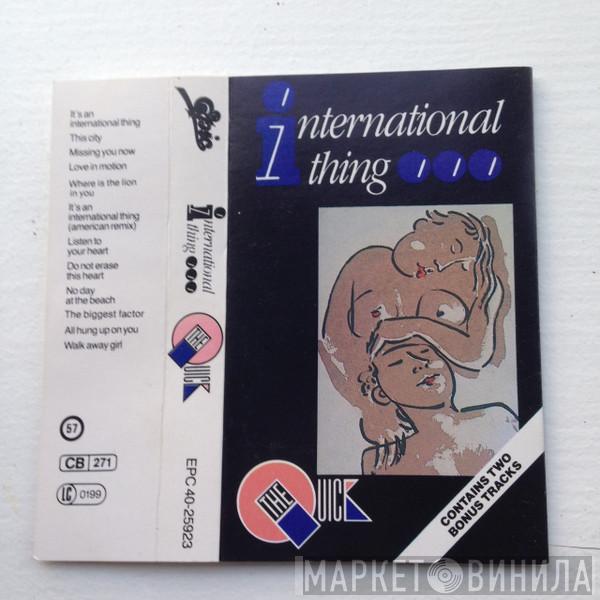 It's an
international thing
This city
Missing you now
Love in motion
Where is the lion
in you
It's an
international thing
(american remix)
Listen to
your heart
Do not erase
this heart
No day
at the beach
The biggest factor
All hung up on you
Walk away girl
57
CB 271
LC 0199
Epic
international
thing
THE
QUICK
EPC 40-25923
international
thing
THE
QUICK
CONTAINS TWO
BONUS TRACKS
МАРКЕТ ВИНИЛА